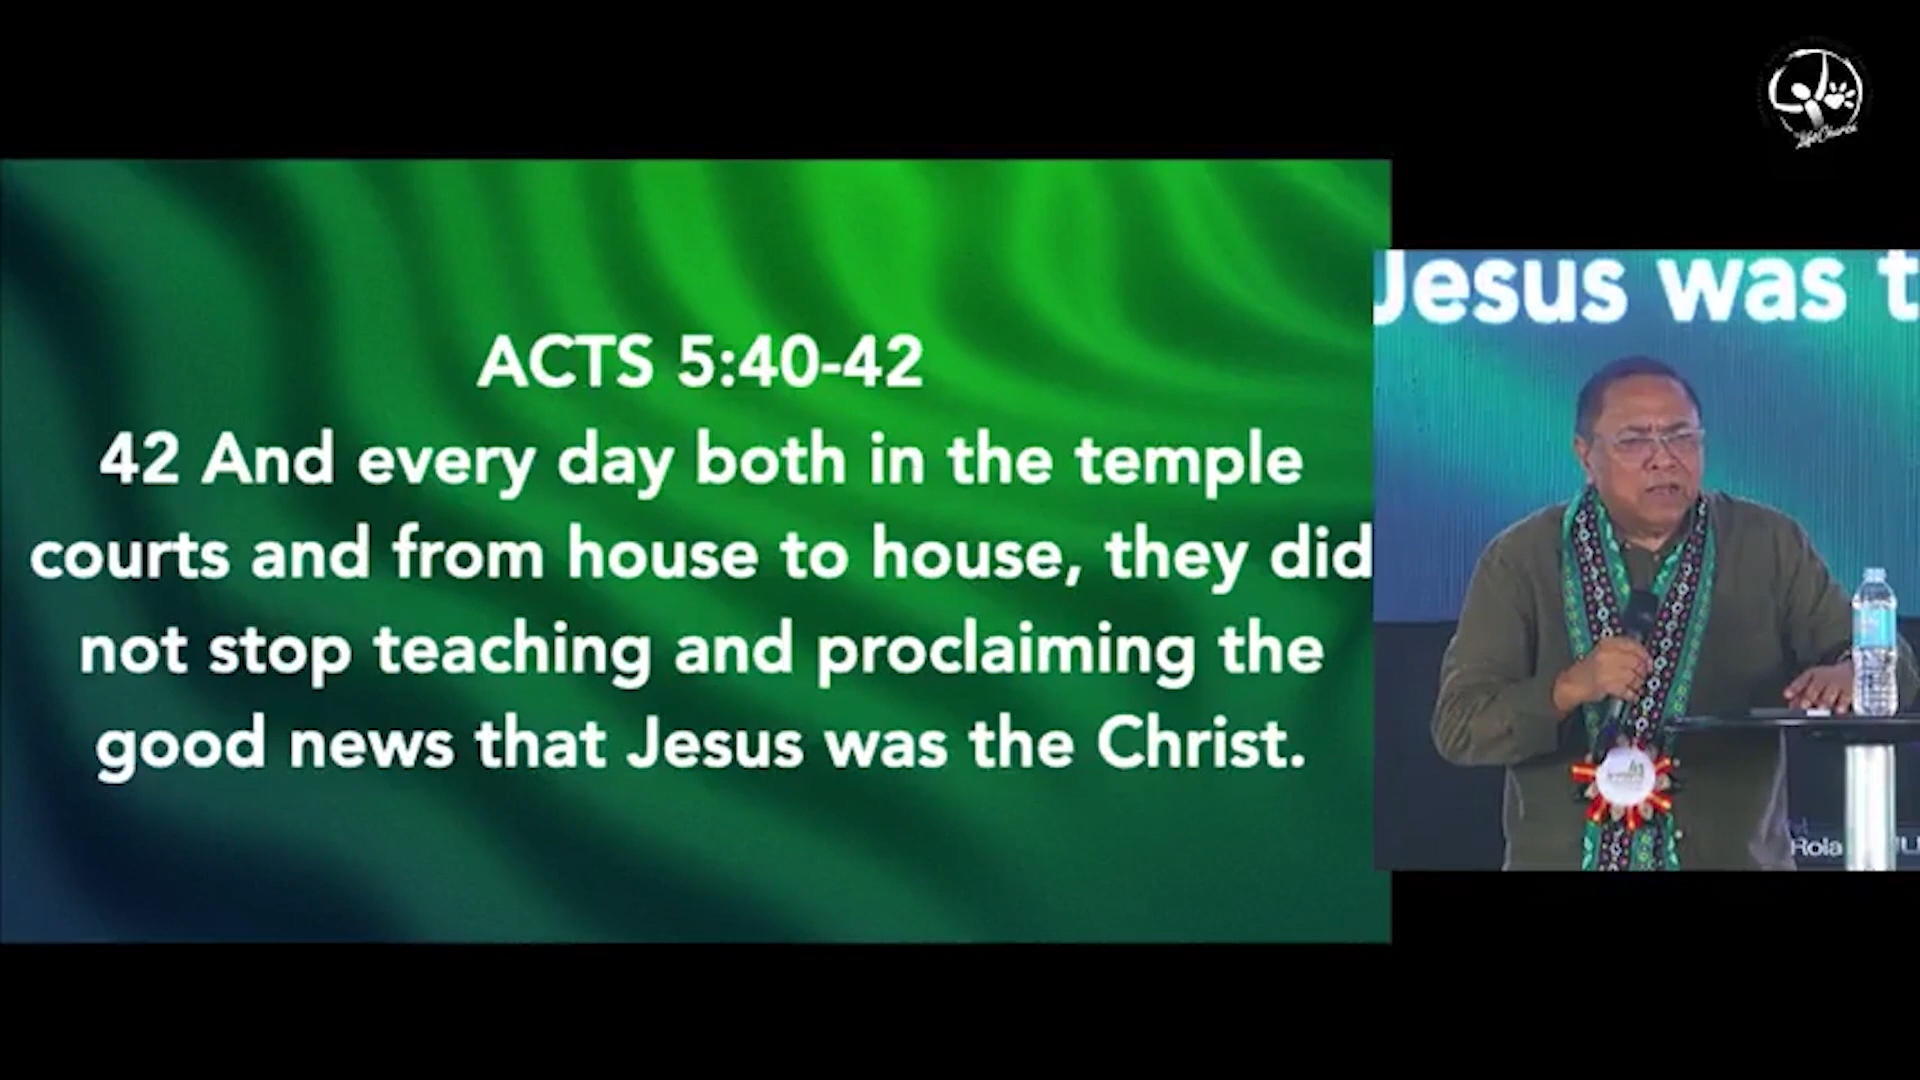 ACTS 5:40-42
42 And every day both in the temple
courts and from house to house, they did
not stop teaching and proclaiming the
good news that Jesus was the Christ.
Jesus was t
Rola